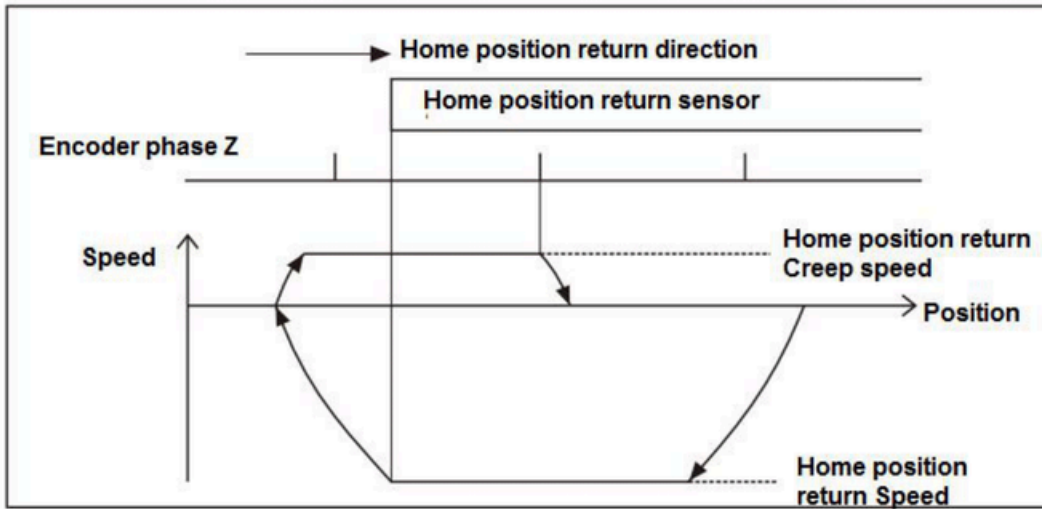 Home position return direction
Home position return sensor
Encoder phase Z
Speed
Home position return
Creep speed
Position
Home position
return Speed